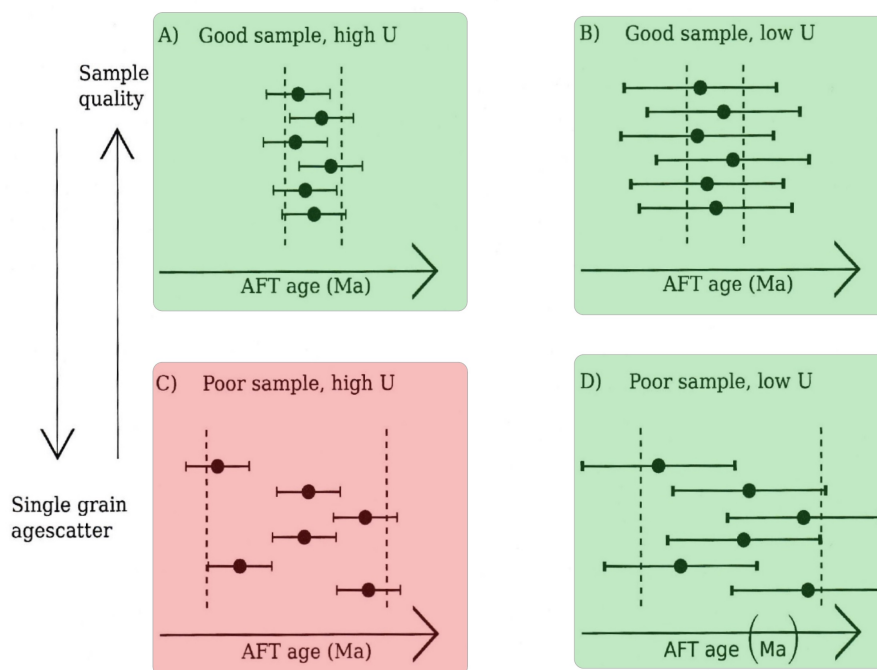 A) Good sample, high U
B) Good sample, low U
Sample
quality
AFT age (Ma)
AFT age (Ma)
C) Poor sample, high U
D) Poor sample, low U
Single grain
agescatter
AFT age (Ma)
AFT age (Ma)